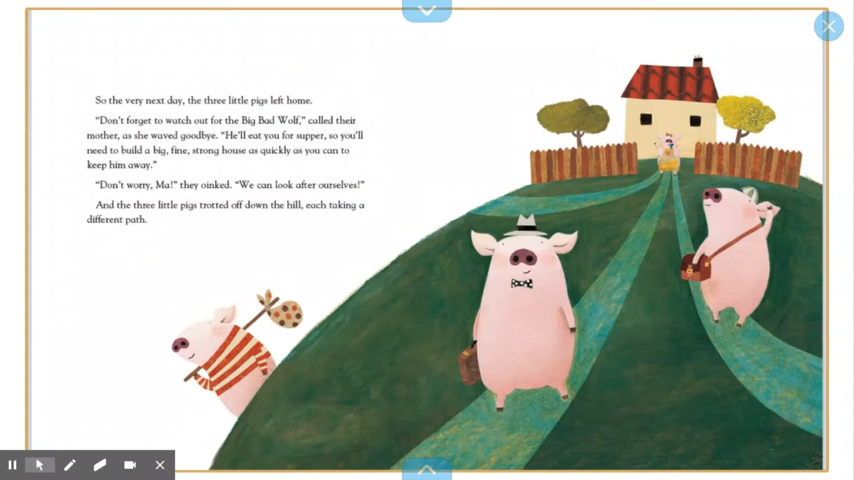 So the very next day, the three little pigs left home.
“Don’t forget to watch out for the Big Bad Wolf,” called their
mother, as she waved goodbye. “He’ll eat you for supper, so you’ll
need to build a big, fine, strong house as quickly as you can to
keep him away.”
“Don’t worry, Ma!” they oinked. “We can look after ourselves!”
And the three little pigs trotted off down the hill, each taking a
different path.